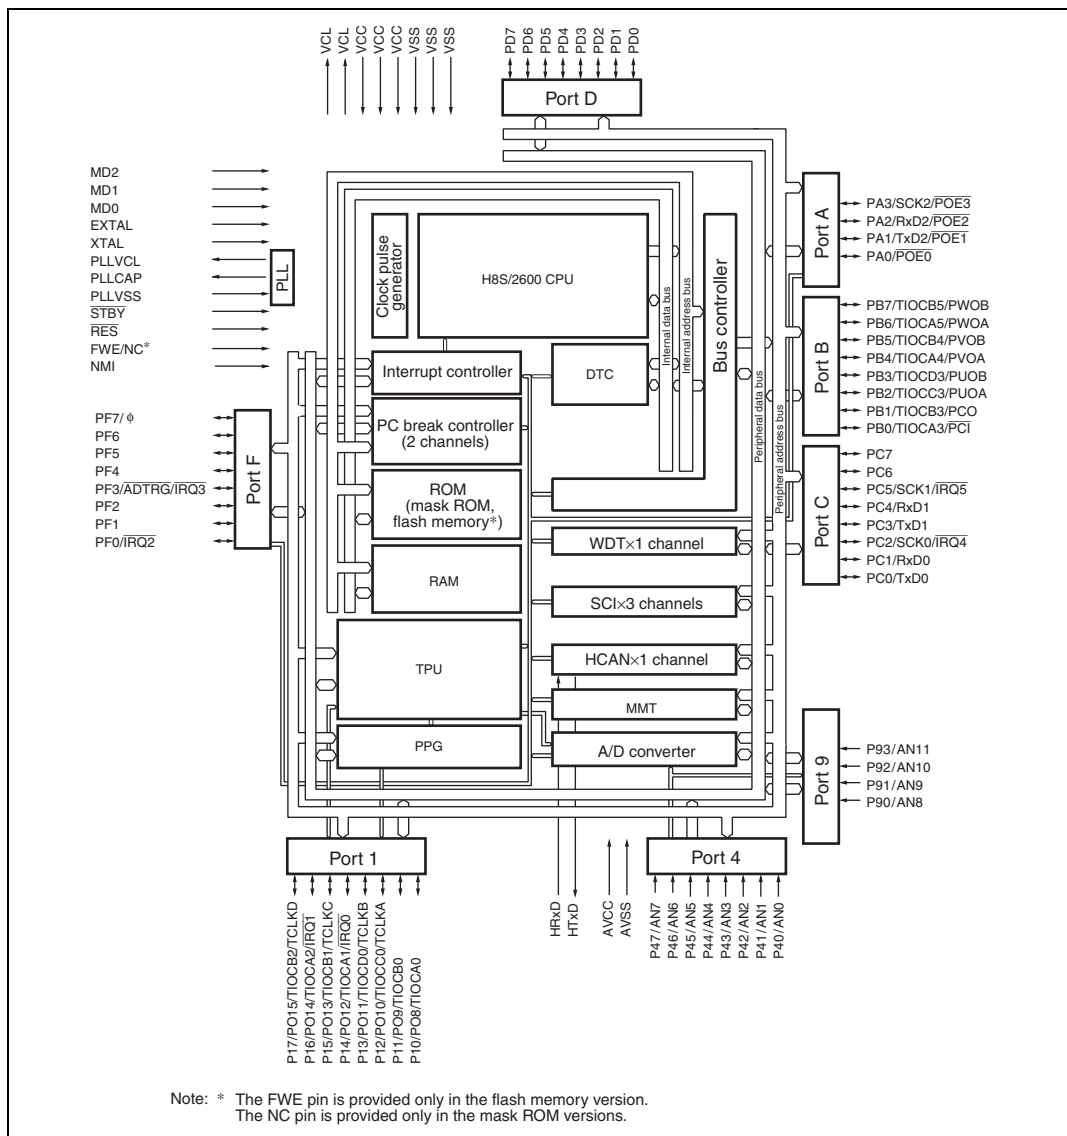 VCL
VCL
VCC
VCC
VCC
VSS
VSS
VSS
PD7
PD6
PD5
PD4
PD3
PD2
PD1
PD0
Port D
MD2
MD1
MD0
EXTAL
XTAL
PLLVCL
PLLCAP
PLLVSS
STBY
RES
FWE/NC*
NMI
PLL
Clock pulse
generator
H8S/2600 CPU
Internal data bus
Internal address bus
Bus controller
Peripheral data bus
Peripheral address bus
Port A
PA3/SCK2/POE3
PA2/RxD2/POE2
PA1/TxD2/POE1
PA0/POE0
Interrupt controller
DTC
PC break controller
(2 channels)
ROM
(mask ROM,
flash memory*)
RAM
TPU
PPG
WDT×1 channel
SCI×3 channels
HCAN×1 channel
MMT
A/D converter
Port B
PB7/TIOCB5/PWOB
PB6/TIOCA5/PWOA
PB5/TIOCB4/PVOB
PB4/TIOCA4/PVOA
PB3/TIOCD3/PUOB
PB2/TIOCC3/PUOA
PB1/TIOCB3/PCO
PB0/TIOCA3/PCI
Port C
PC7
PC6
PC5/SCK1/IRQ5
PC4/RxD1
PC3/TxD1
PC2/SCK0/IRQ4
PC1/RxD0
PC0/TxD0
PF7/ φ
PF6
PF5
PF4
PF3/ADTRG/IRQ3
PF2
PF1
PF0/IRQ2
Port F
Port 9
P93/AN11
P92/AN10
P91/AN9
P90/AN8
Port 1
Port 4
P17/PO15/TIOCB2/TCLKD
P16/PO14/TIOCA2/IRQ1
P15/PO13/TIOCB1/TCLKC
P14/PO12/TIOCA1/IRQ0
P13/PO11/TIOCD0/TCLKB
P12/PO10/TIOCC0/TCLKA
P11/PO9/TIOCB0
P10/PO8/TIOCA0
HRxD
HTxD
AVCC
AVSS
P47/AN7
P46/AN6
P45/AN5
P44/AN4
P43/AN3
P42/AN2
P41/AN1
P40/AN0
Note: * The FWE pin is provided only in the flash memory version.
The NC pin is provided only in the mask ROM versions.